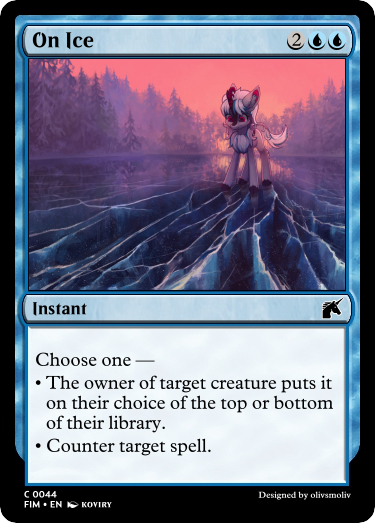 On Ice 2
Instant
Choose one —
• The owner of target creature puts it
on their choice of the top or bottom
of their library.
• Counter target spell.
C 0044
FIM • EN KOVIRY
Designed by olivsmoliv